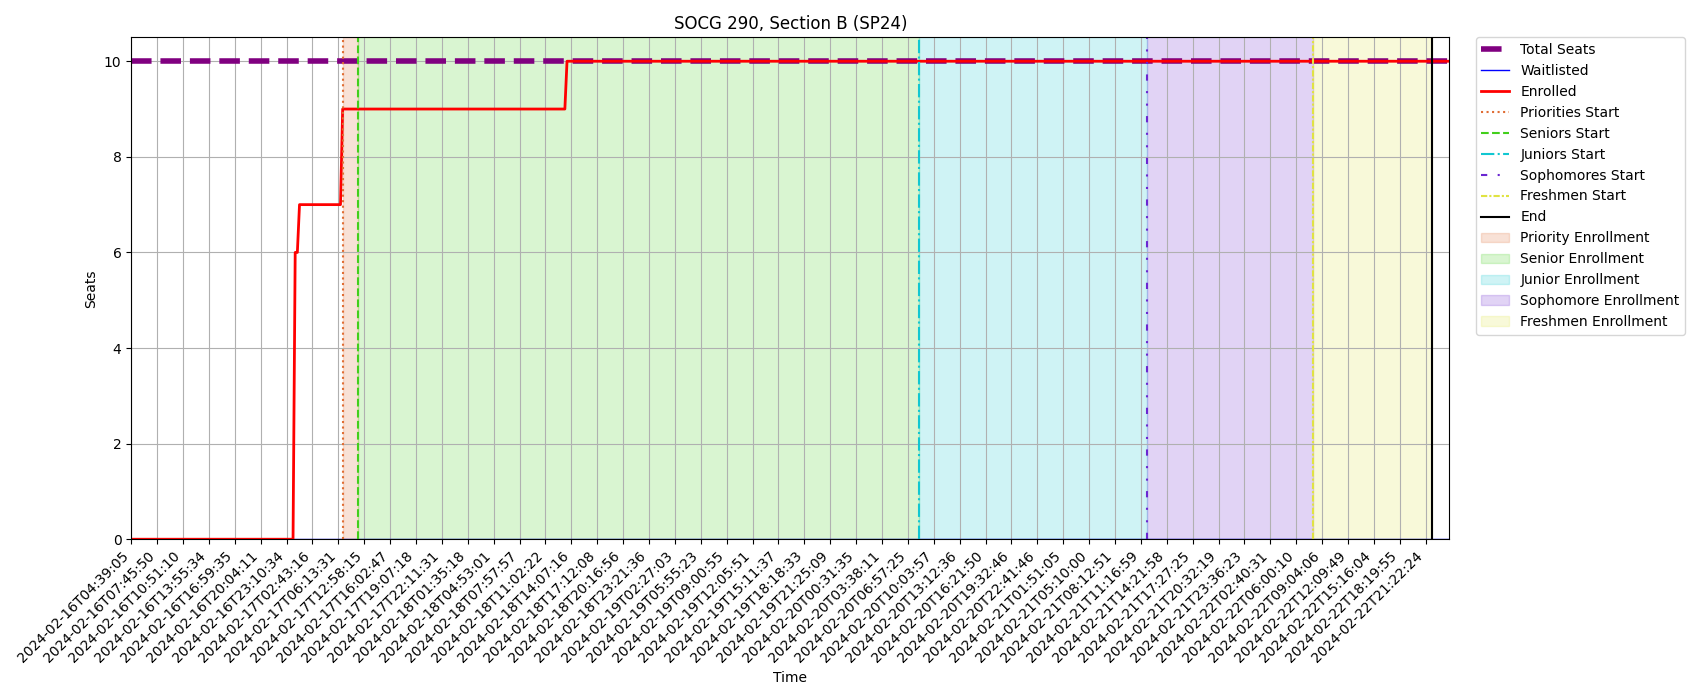 SOCG 290, Section B (SP24)
Seats
10
8
6
4
2
0
2024-02-16T04:39:05
2024-02-16T07:45:50
2024-02-16T10:51:10
2024-02-16T13:55:34
2024-02-16T16:59:35
2024-02-16T20:04:11
2024-02-16T23:10:34
2024-02-17T02:43:16
2024-02-17T06:13:31
2024-02-17T12:58:15
2024-02-17T16:02:47
2024-02-17T19:07:18
2024-02-17T22:11:31
2024-02-18T01:35:18
2024-02-18T04:53:01
2024-02-18T07:57:57
2024-02-18T11:02:22
2024-02-18T14:07:16
2024-02-18T17:12:08
2024-02-18T20:16:56
2024-02-18T23:21:36
2024-02-19T02:27:03
2024-02-19T05:55:23
2024-02-19T09:00:55
2024-02-19T12:05:51
2024-02-19T15:11:37
2024-02-19T18:18:33
2024-02-19T21:25:09
2024-02-20T00:31:35
2024-02-20T03:38:11
2024-02-20T06:57:25
2024-02-20T10:03:57
2024-02-20T13:12:36
2024-02-20T16:21:50
2024-02-20T19:32:46
2024-02-20T22:41:46
2024-02-21T01:51:05
2024-02-21T05:10:00
2024-02-21T08:12:51
2024-02-21T11:16:59
2024-02-21T14:21:58
2024-02-21T17:27:25
2024-02-21T20:32:19
2024-02-21T23:36:23
2024-02-22T02:40:31
2024-02-22T06:00:10
2024-02-22T09:04:06
2024-02-22T12:09:49
2024-02-22T15:16:04
2024-02-22T18:19:55
2024-02-22T21:22:24
Time
Total Seats
Waitlisted
Enrolled
Priorities Start
Seniors Start
Juniors Start
Sophomores Start
Freshmen Start
End
Priority Enrollment
Senior Enrollment
Junior Enrollment
Sophomore Enrollment
Freshmen Enrollment